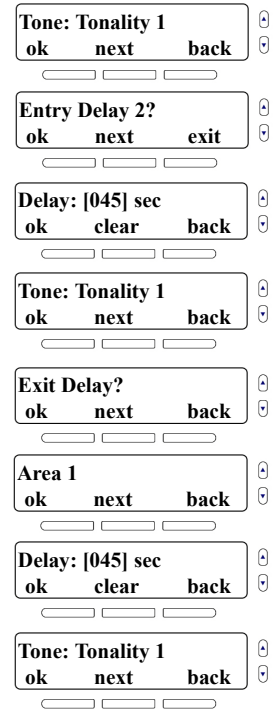 Tone: Tonality 1
ok next back
Entry Delay 2?
ok next exit
Delay: [045] sec
ok clear back
Tone: Tonality 1
ok next back
Exit Delay?
ok next back
Area 1
ok next back
Delay: [045] sec
ok clear back
Tone: Tonality 1
ok next back